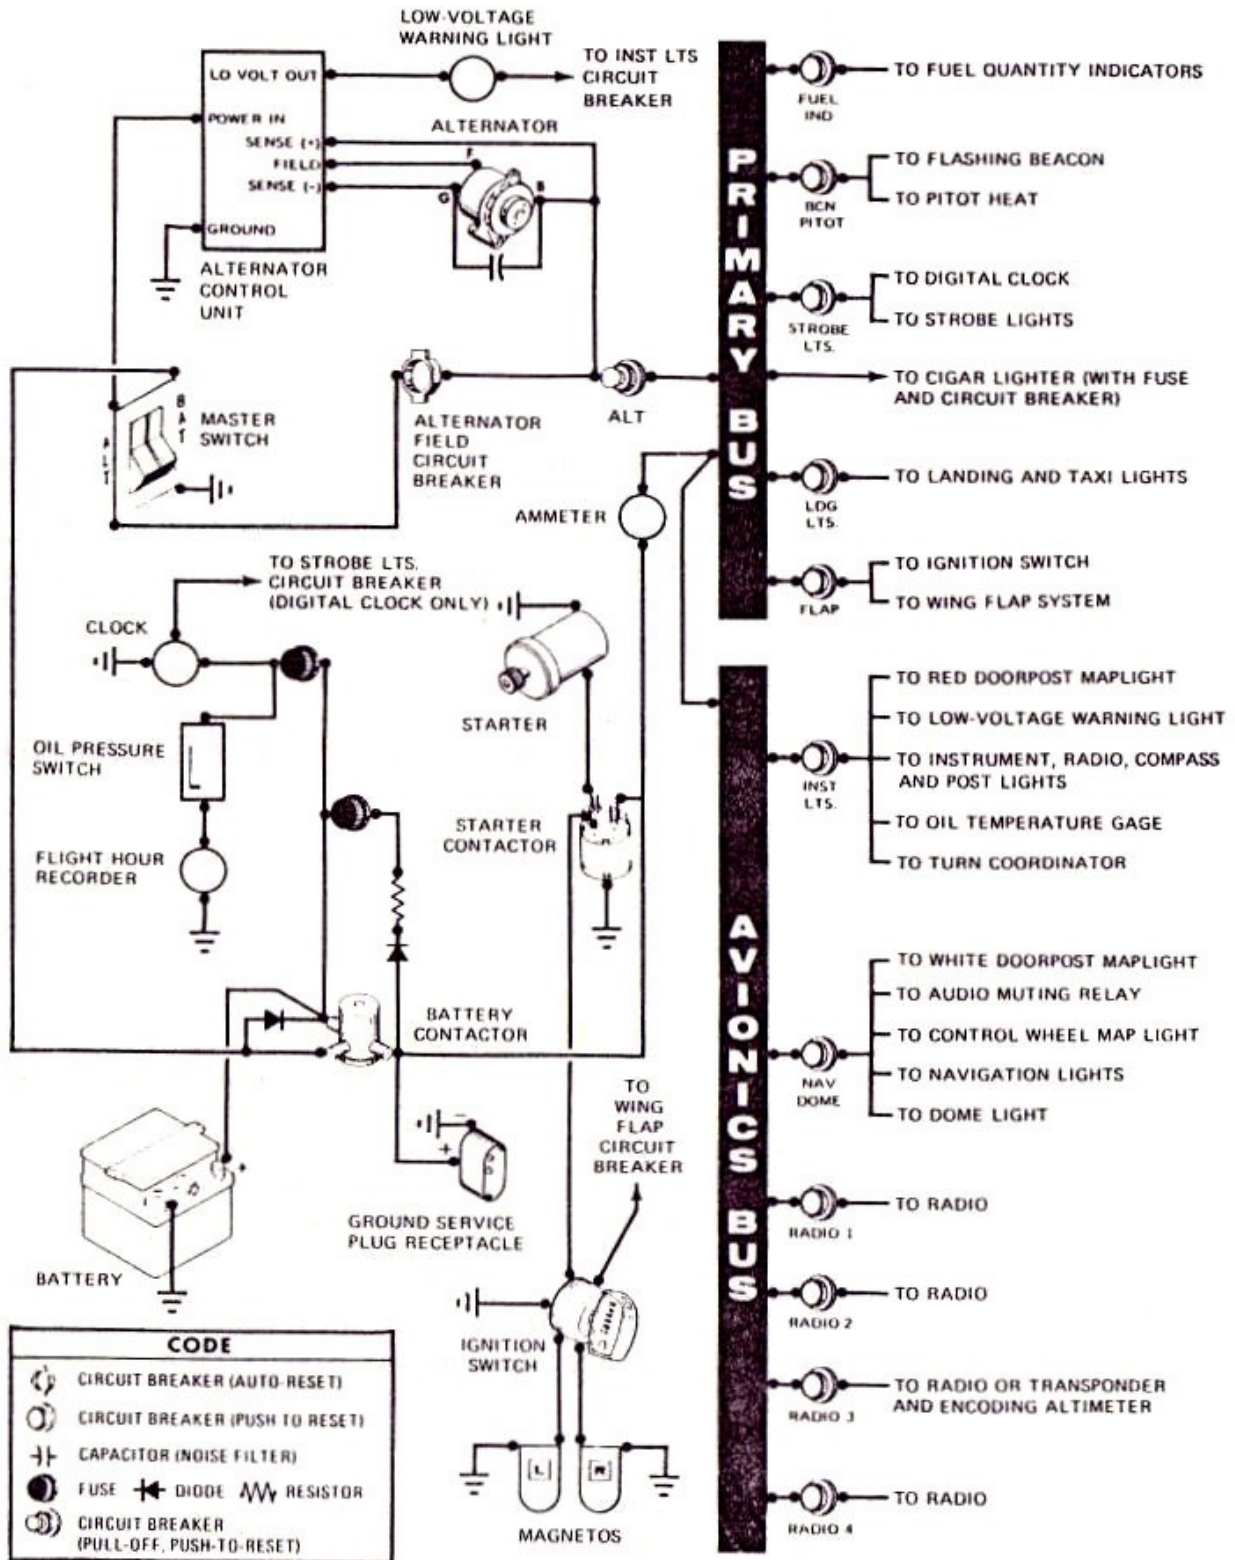 LOW-VOLTAGE
WARNING LIGHT
TO INST LTS
CIRCUIT
BREAKER
LO VOLT OUT
POWER IN
SENSE (+)
FIELD
SENSE (-)
GROUND
ALTERNATOR
CONTROL
UNIT
ALTERNATOR
F
G
B
ALT
BAT
ALT
MASTER
SWITCH
ALTERNATOR
FIELD
CIRCUIT
BREAKER
AMMETER
TO STROBE LTS.
CIRCUIT BREAKER
(DIGITAL CLOCK ONLY)
CLOCK
OIL PRESSURE
SWITCH
FLIGHT HOUR
RECORDER
STARTER
STARTER
CONTACTOR
BATTERY
CONTACTOR
+
BATTERY
-
+
GROUND SERVICE
PLUG RECEPTACLE
TO
WING
FLAP
CIRCUIT
BREAKER
IGNITION
SWITCH
L
R
MAGNETOS
CODE
CIRCUIT BREAKER (AUTO-RESET)
CIRCUIT BREAKER (PUSH TO RESET)
CAPACITOR (NOISE FILTER)
FUSE DIODE RESISTOR
CIRCUIT BREAKER
(PULL-OFF, PUSH-TO-RESET)
PRIMARY BUS
FUEL
IND
TO FUEL QUANTITY INDICATORS
BCN
PITOT
TO FLASHING BEACON
TO PITOT HEAT
STROBE
LTS.
TO DIGITAL CLOCK
TO STROBE LIGHTS
TO CIGAR LIGHTER (WITH FUSE
AND CIRCUIT BREAKER)
LDG
LTS.
TO LANDING AND TAXI LIGHTS
FLAP
TO IGNITION SWITCH
TO WING FLAP SYSTEM
AVIONICS BUS
INST
LTS.
TO RED DOORPOST MAPLIGHT
TO LOW-VOLTAGE WARNING LIGHT
TO INSTRUMENT, RADIO, COMPASS
AND POST LIGHTS
TO OIL TEMPERATURE GAGE
TO TURN COORDINATOR
NAV
DOME
TO WHITE DOORPOST MAPLIGHT
TO AUDIO MUTING RELAY
TO CONTROL WHEEL MAP LIGHT
TO NAVIGATION LIGHTS
TO DOME LIGHT
RADIO 1
TO RADIO
RADIO 2
TO RADIO
RADIO 3
TO RADIO OR TRANSPONDER
AND ENCODING ALTIMETER
RADIO 4
TO RADIO